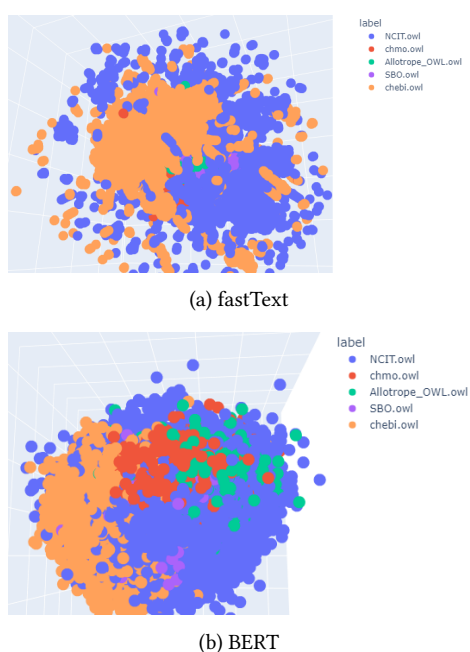 label
NCIT.owl
chmo.owl
Allotrope_OWL.owl
SBO.owl
chebi.owl
(a) fastText
label
NCIT.owl
chmo.owl
Allotrope_OWL.owl
SBO.owl
chebi.owl
(b) BERT